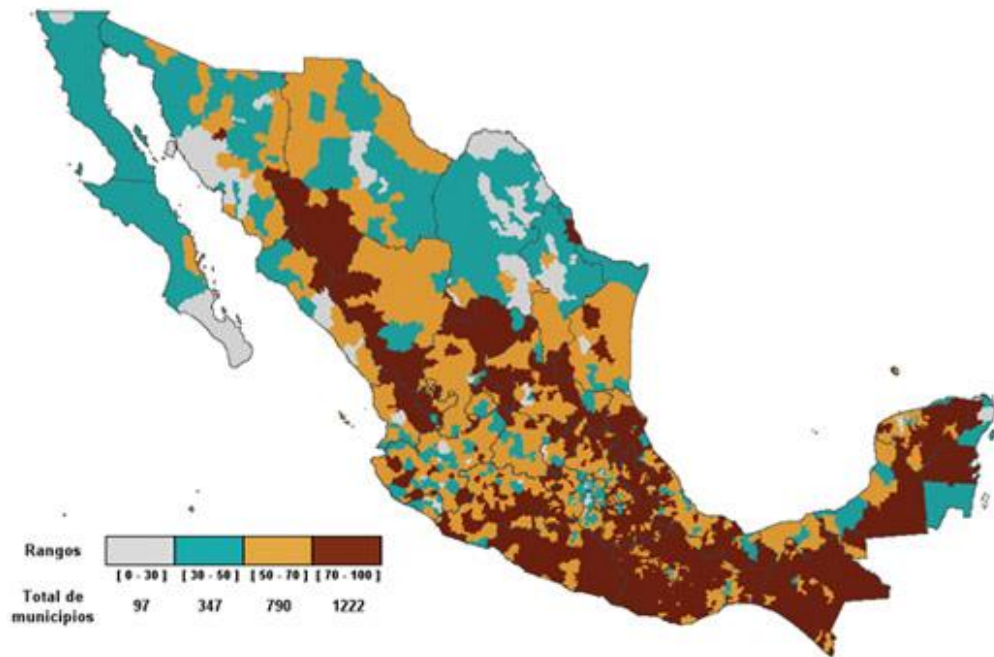 Rangos
[ 0 - 30 ] [ 30 - 50 ] [ 50 - 70 ] [ 70 - 100 ]
Total de
municipios
97 347 790 1222